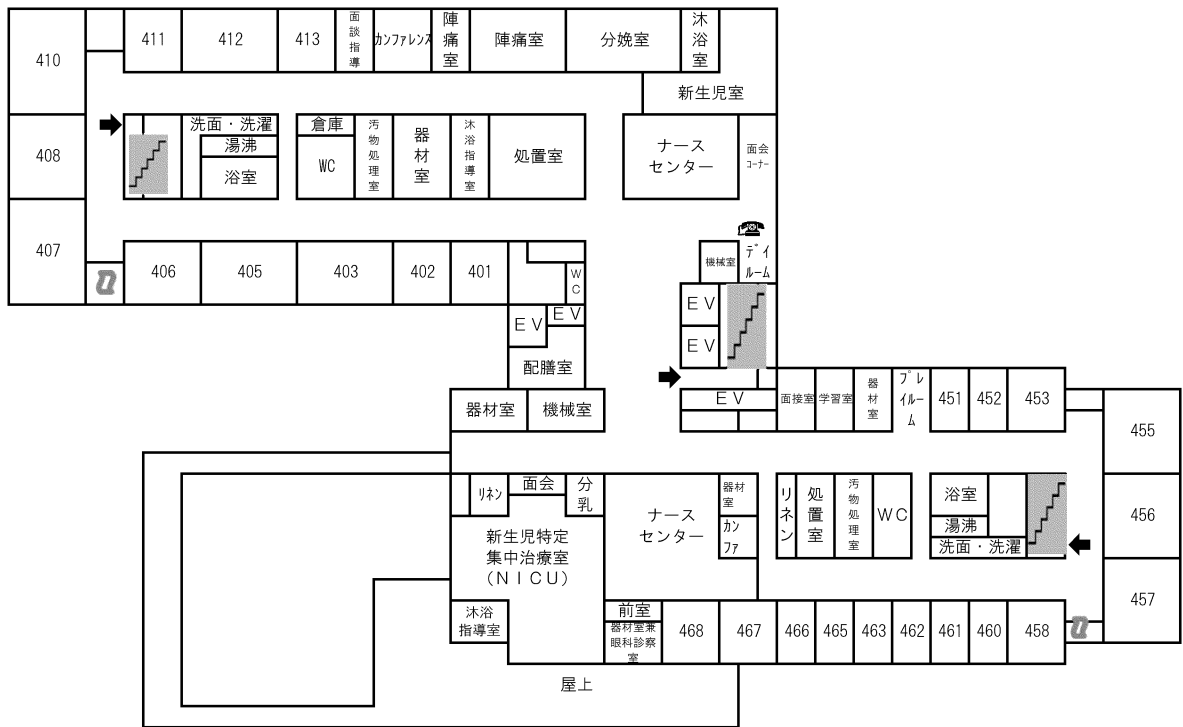 410
411
412
413
面談指導
カンファレンス
陣痛室
陣痛室
分娩室
沐浴室
新生児室
408
洗面・洗濯
湯沸
浴室
倉庫
WC
汚物処理室
器材室
沐浴指導室
処置室
ナース
センター
面会
コーナー
407
406
405
403
402
401
WC
機械室
デイ
ルーム
EV
EV
EV
EV
配膳室
EV
器材室
機械室
面接室
学習室
器材室
プレイルーム
451
452
453
455
リネン
面会
分乳
ナース
センター
器材
室
カン
ファ
リネン
処置室
汚物処理室
WC
浴室
湯沸
洗面・洗濯
456
新生児特定
集中治療室
(NICU)
沐浴
指導室
前室
器材室兼
眼科診察
室
468
467
466
465
463
462
461
460
458
457
屋上